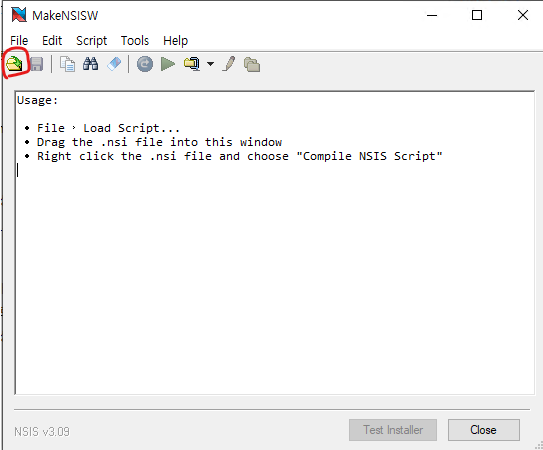 MakeNSISW
File Edit Script Tools Help
Usage:
• File › Load Script...
• Drag the .nsi file into this window
• Right click the .nsi file and choose "Compile NSIS Script"
NSIS v3.09
Test Installer Close